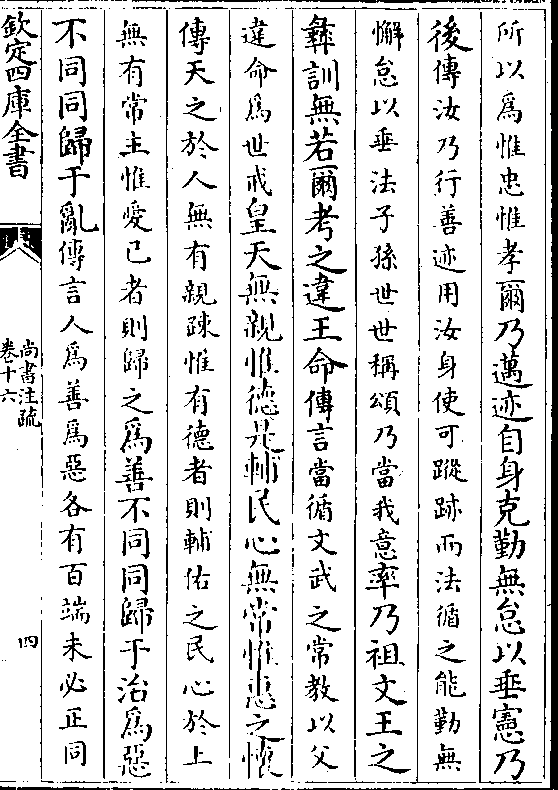 所以爲惟忠惟孝爾乃邁迹自身克勤無怠以垂憲乃
後傳汝乃行善迹用汝身使可蹤跡而法循之能勤無
懈怠以垂法子孫世世稱頌乃當我意率乃祖文王之
彝訓無若爾考之違王命傳言當循文武之常教以父
違命爲世戒皇天無親惟德是輔民心無常惟惠之懷
傳天之於人無有親疎惟有德者則輔佑之民心於上
無有常主惟愛已者則歸之爲善不同同歸于治爲惡
不同同歸于亂傳言人爲善爲惡各有百端未必正同
欽定四庫全書
尚書注疏
卷十六
四